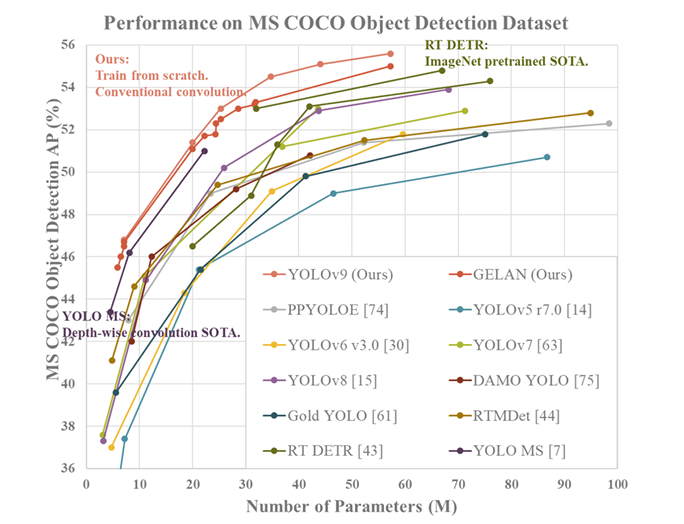 Performance on MS COCO Object Detection Dataset
MS COCO Object Detection AP (%)
56
54
52
50
48
46
44
42
40
38
36
Ours:
Train from scratch.
Conventional convolution.
RT DETR:
ImageNet pretrained SOTA.
YOLO MS:
Depth-wise convolution SOTA.
YOLOv9 (Ours)
GELAN (Ours)
PPYOLOE [74]
YOLOv5 r7.0 [14]
YOLOv6 v3.0 [30]
YOLOv7 [63]
YOLOv8 [15]
DAMO YOLO [75]
Gold YOLO [61]
RTMDet [44]
RT DETR [43]
YOLO MS [7]
0 10 20 30 40 50 60 70 80 90 100
Number of Parameters (M)